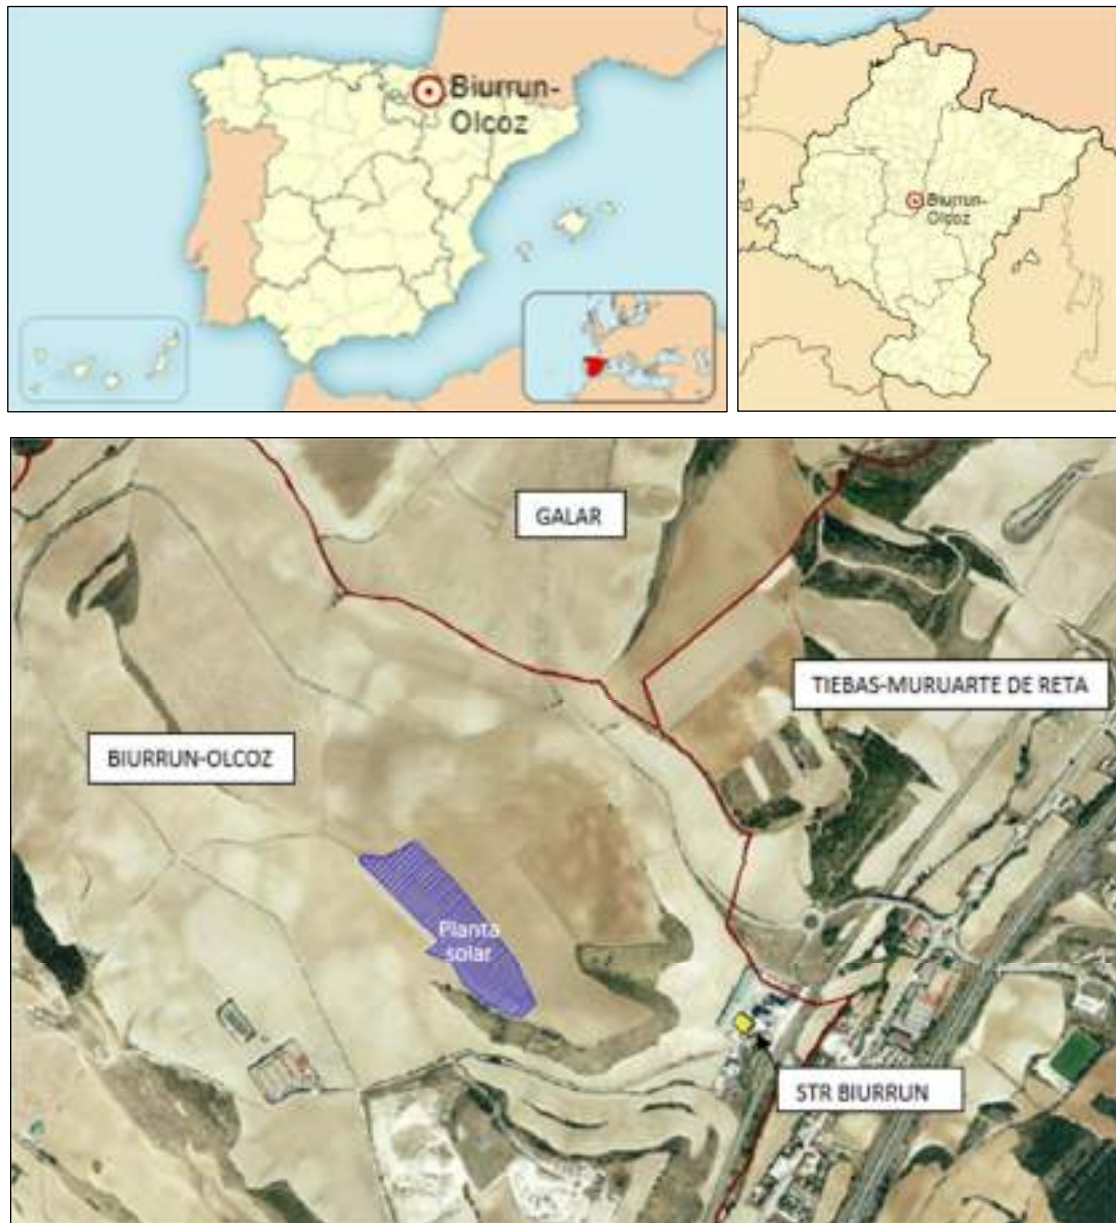 Biurrun-
Olcoz
Biurrun-
Olcoz
GALAR
TIEBAS-MURUARTE DE RETA
BIURRUN-OLCOZ
Planta
solar
STR BIURRUN